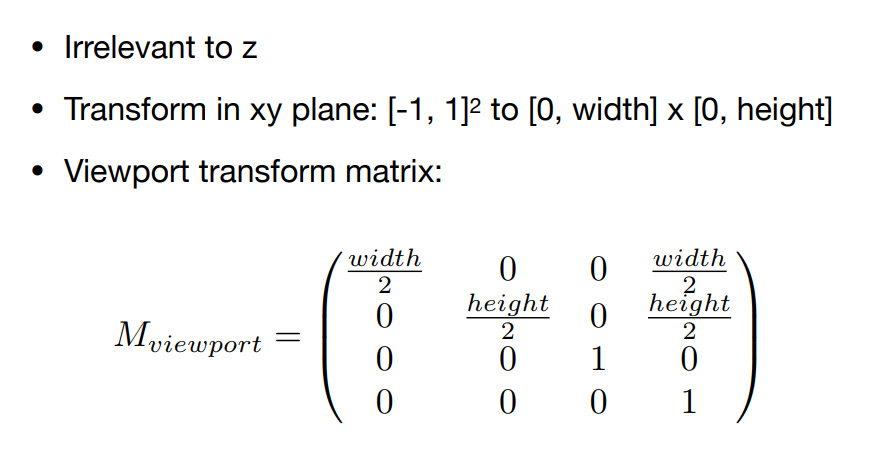 • Irrelevant to z
• Transform in xy plane: [-1, 1]² to [0, width] x [0, height]
• Viewport transform matrix:
$M_{viewport} = \begin{pmatrix} \frac{width}{2} & 0 & 0 & \frac{width}{2} \\ 0 & \frac{height}{2} & 0 & \frac{height}{2} \\ 0 & 0 & 1 & 0 \\ 0 & 0 & 0 & 1 \end{pmatrix}$